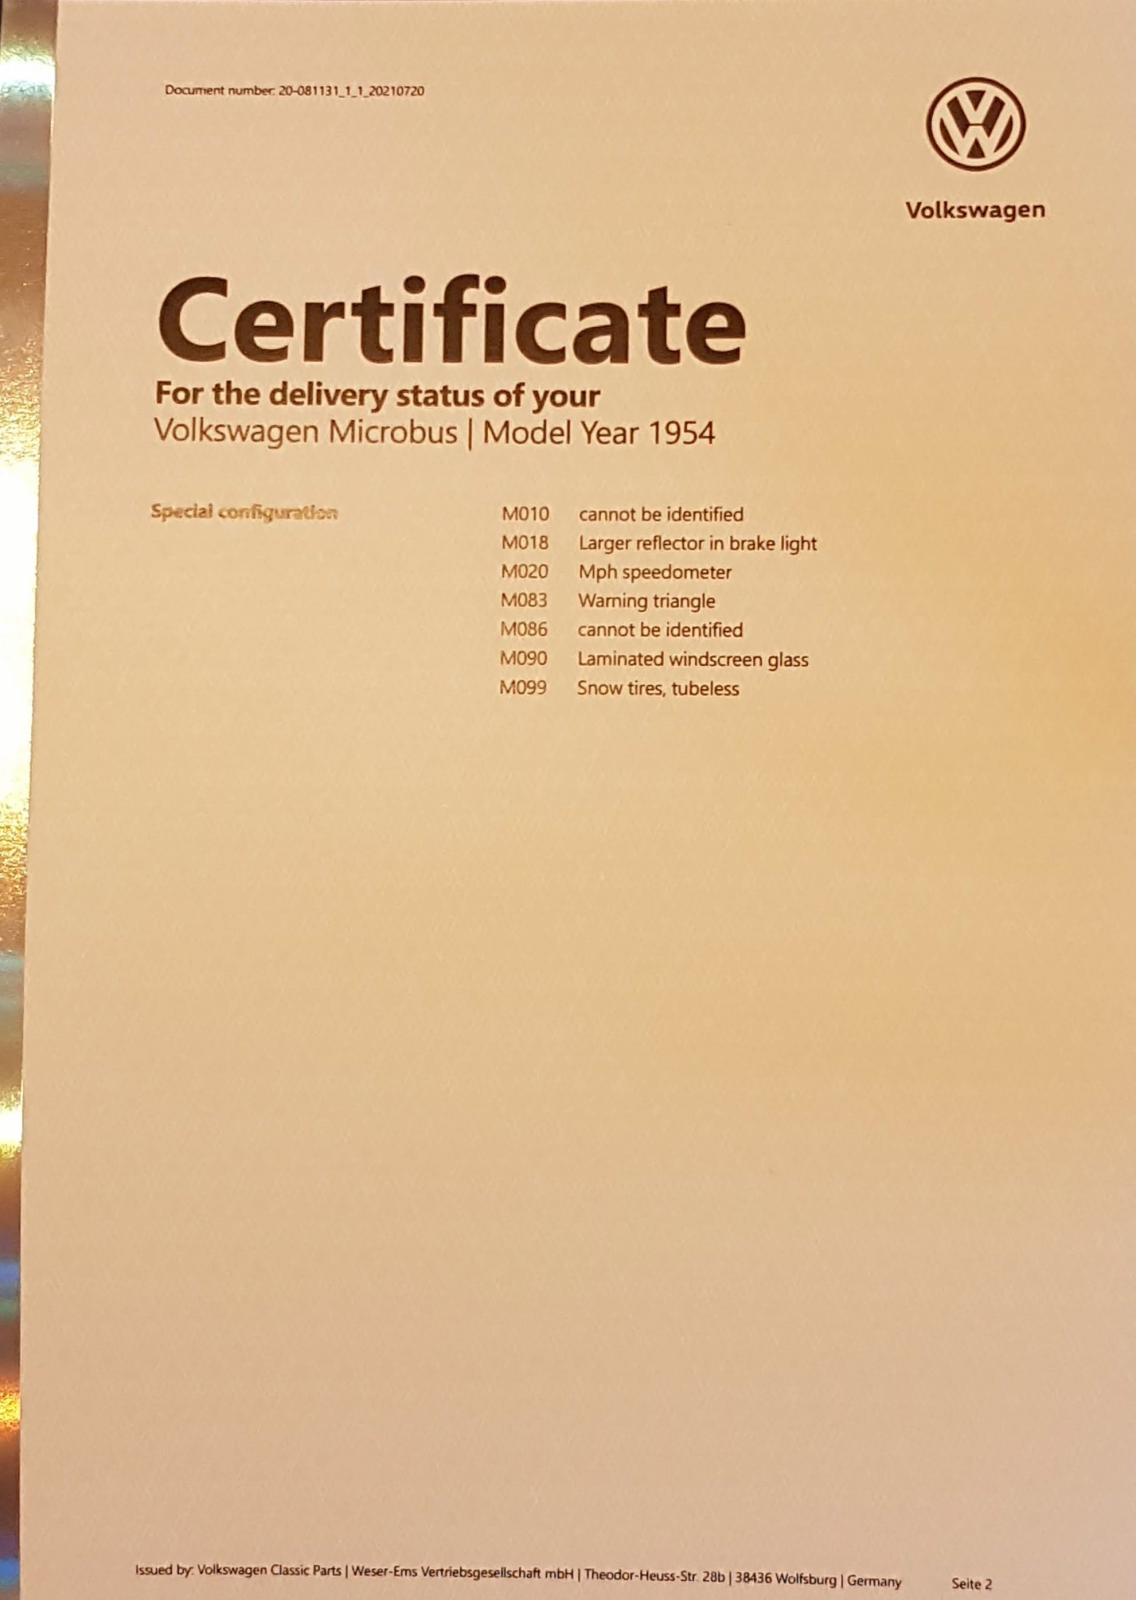 Document number: 20-081131_1_1_20210720
Volkswagen
Certificate
For the delivery status of your
Volkswagen Microbus | Model Year 1954
Special configuration
M010 cannot be identified
M018 Larger reflector in brake light
M020 Mph speedometer
M083 Warning triangle
M086 cannot be identified
M090 Laminated windscreen glass
M099 Snow tires, tubeless
Issued by: Volkswagen Classic Parts | Weser-Ems Vertriebsgesellschaft mbH | Theodor-Heuss-Str. 28b | 38436 Wolfsburg | Germany Seite 2